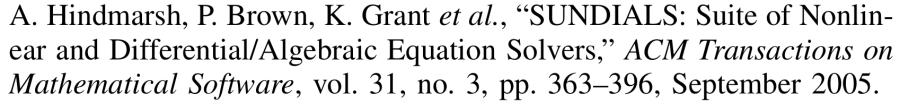 A. Hindmarsh, P. Brown, K. Grant et al., “SUNDIALS: Suite of Nonlin-
ear and Differential/Algebraic Equation Solvers,” ACM Transactions on
Mathematical Software, vol. 31, no. 3, pp. 363–396, September 2005.